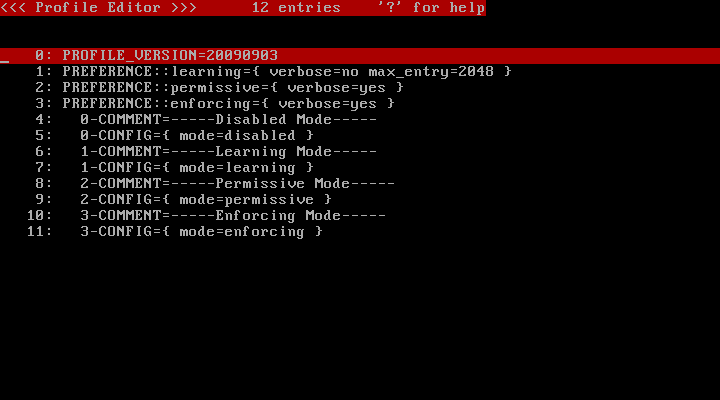 <<< Profile Editor >>>      12 entries    '?' for help
0: PROFILE_VERSION=20090903
1: PREFERENCE::learning={ verbose=no max_entry=2048 }
2: PREFERENCE::permissive={ verbose=yes }
3: PREFERENCE::enforcing={ verbose=yes }
4:   0-COMMENT=-----Disabled Mode-----
5:   0-CONFIG={ mode=disabled }
6:   1-COMMENT=-----Learning Mode-----
7:   1-CONFIG={ mode=learning }
8:   2-COMMENT=-----Permissive Mode-----
9:   2-CONFIG={ mode=permissive }
10:   3-COMMENT=-----Enforcing Mode-----
11:   3-CONFIG={ mode=enforcing }